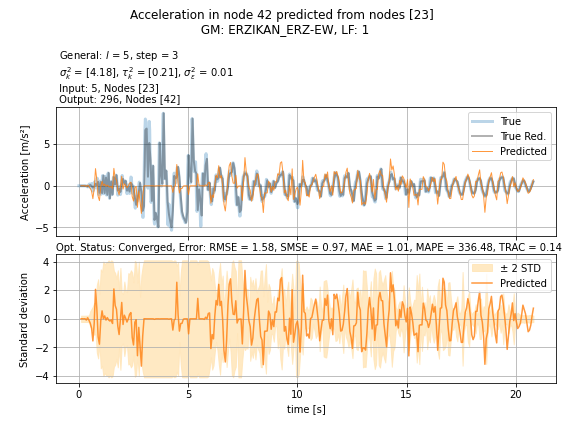 Acceleration in node 42 predicted from nodes [23]
GM: ERZIKAN_ERZ-EW, LF: 1
General: l = 5, step = 3
σ_k^2 = [4.18], τ_k^2 = [0.21], σ_ε^2 = 0.01
Input: 5, Nodes [23]
Output: 296, Nodes [42]
True
True Red.
Predicted
Acceleration [m/s²]
5
0
−5
Opt. Status: Converged, Error: RMSE = 1.58, SMSE = 0.97, MAE = 1.01, MAPE = 336.48, TRAC = 0.14
± 2 STD
Predicted
Standard deviation
4
2
0
−2
−4
0 5 10 15 20
time [s]